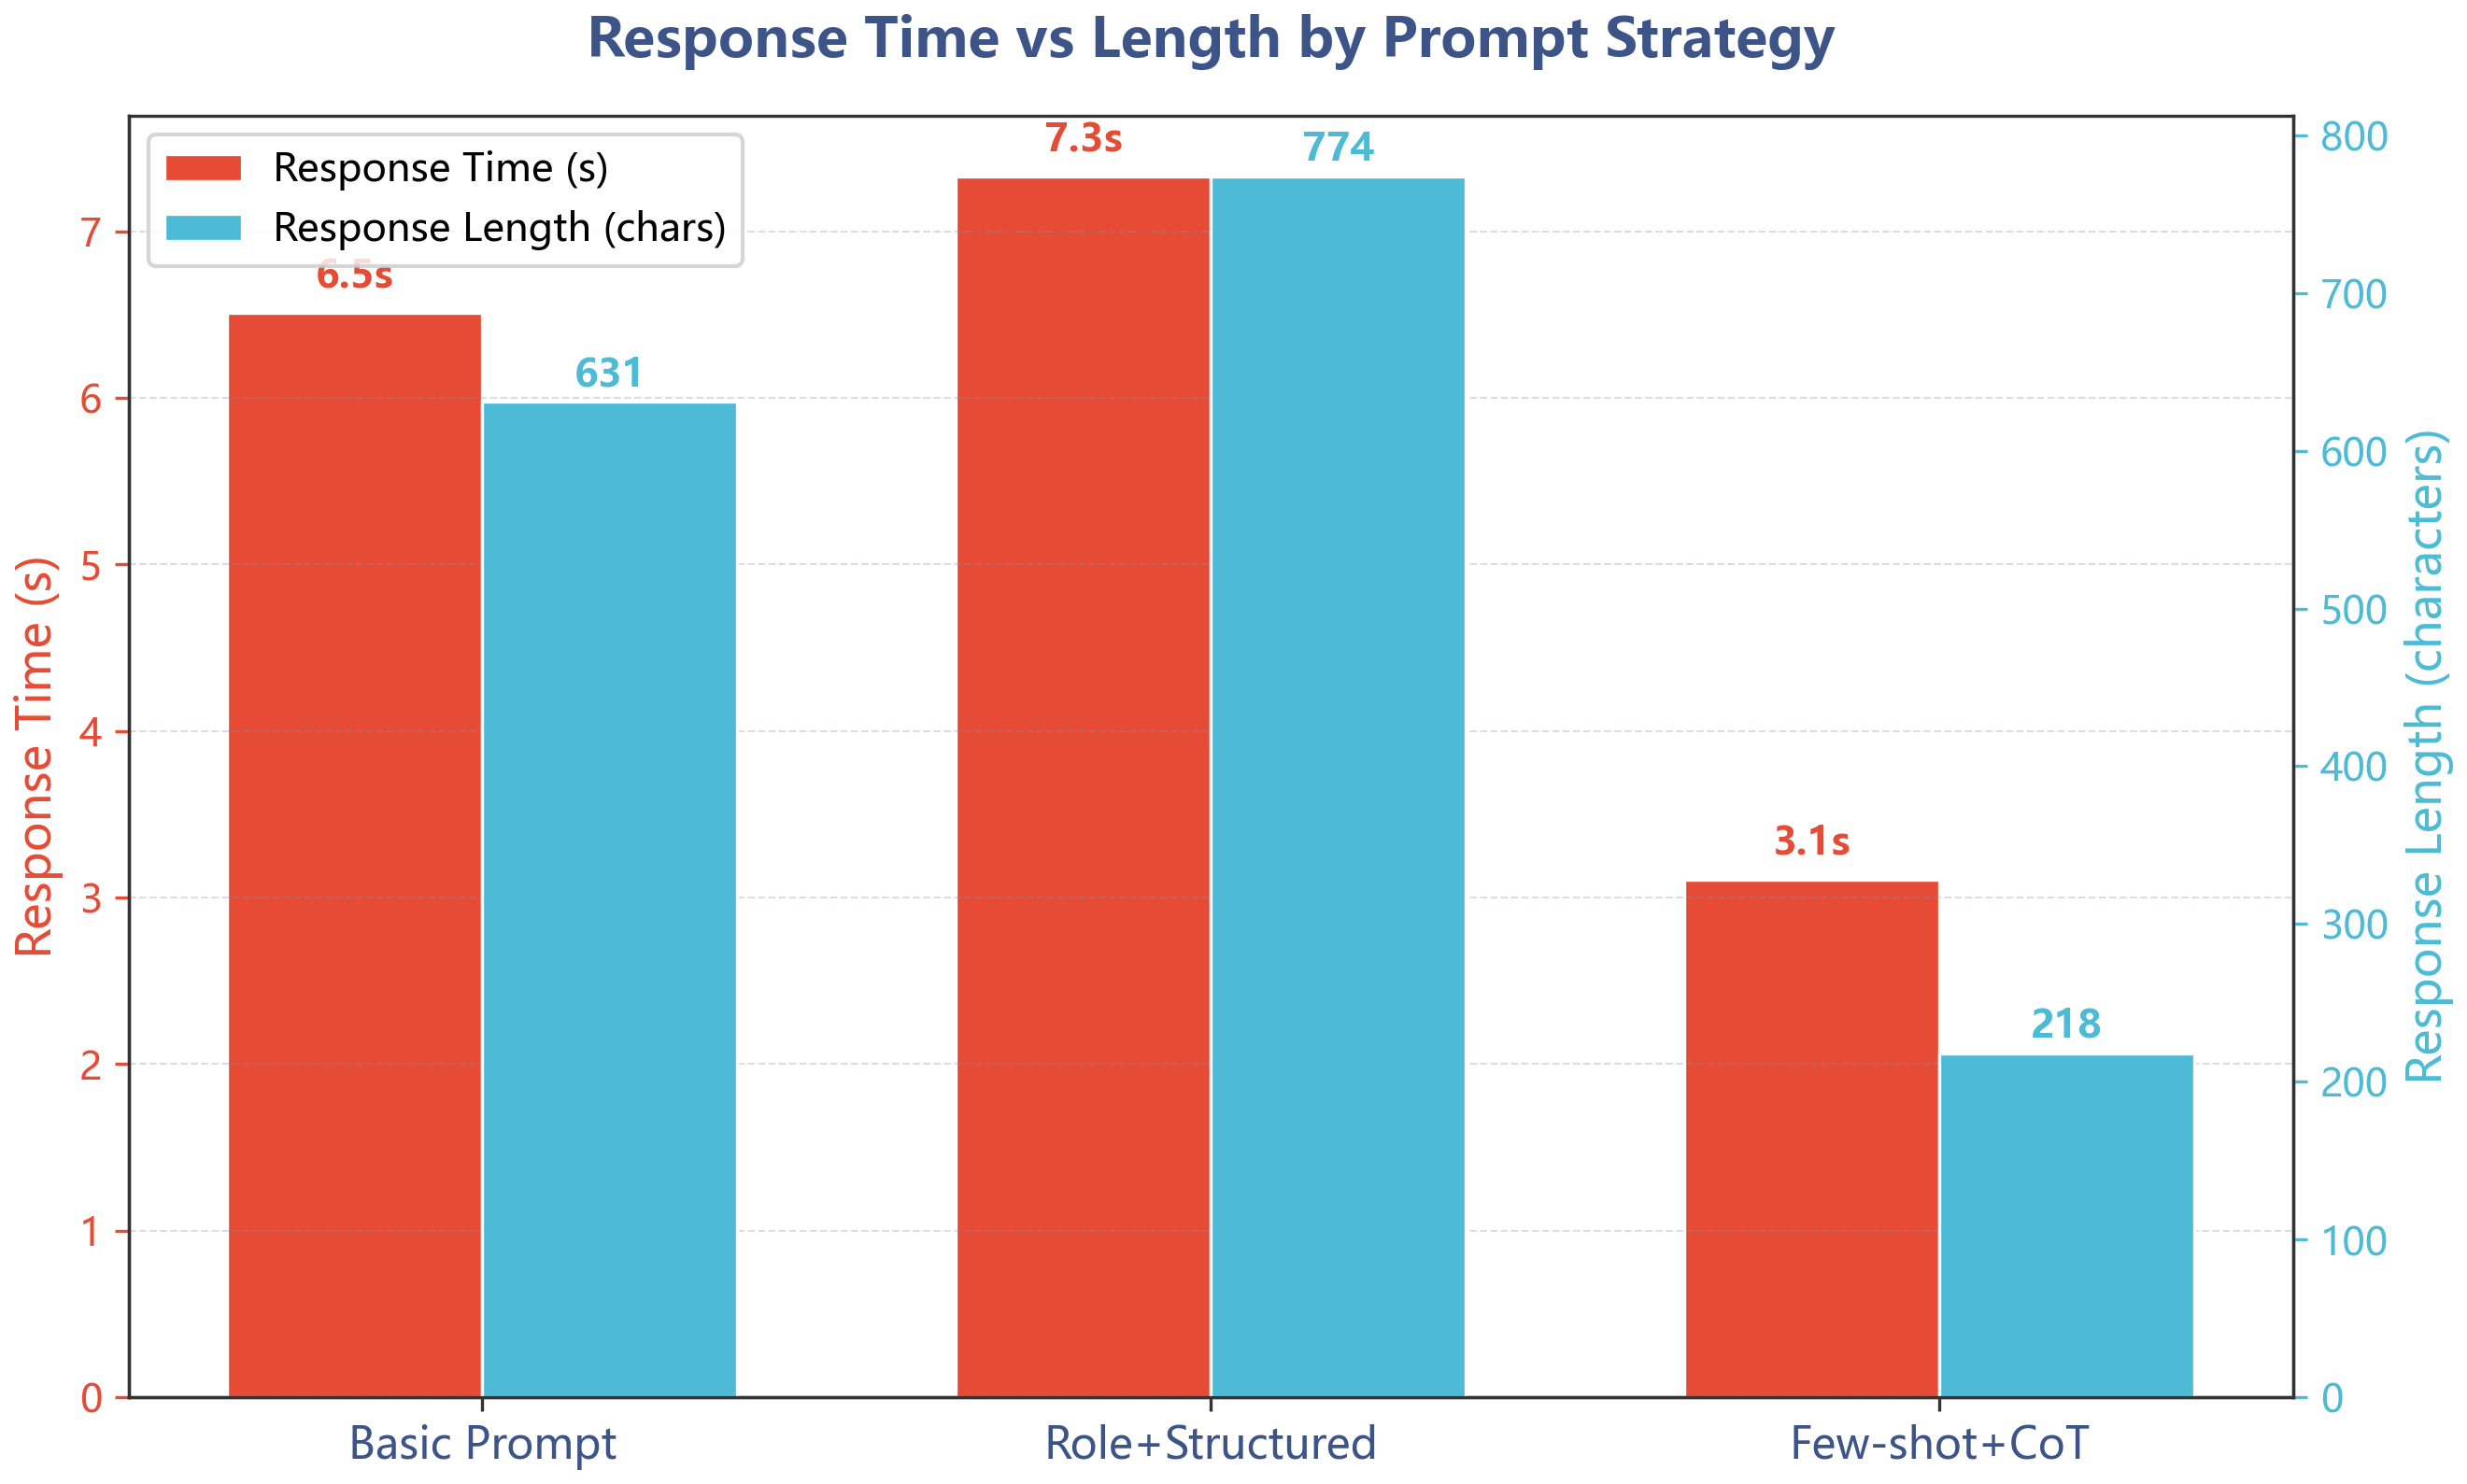 Response Time vs Length by Prompt Strategy
Response Time (s)
Response Length (chars)
6.5s
631
7.3s
774
3.1s
218
Response Time (s)
7
6
5
4
3
2
1
0
800
700
600
500
400
300
200
100
0
Response Length (characters)
Basic Prompt
Role+Structured
Few-shot+CoT